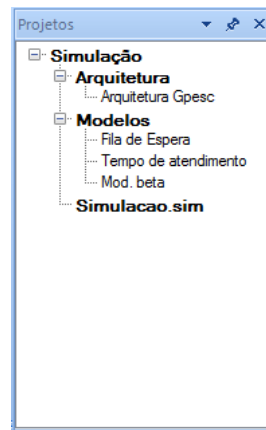 Projetos
Simulação
Arquitetura
Arquitetura Gpesc
Modelos
Fila de Espera
Tempo de atendimento
Mod. beta
Simulacao.sim